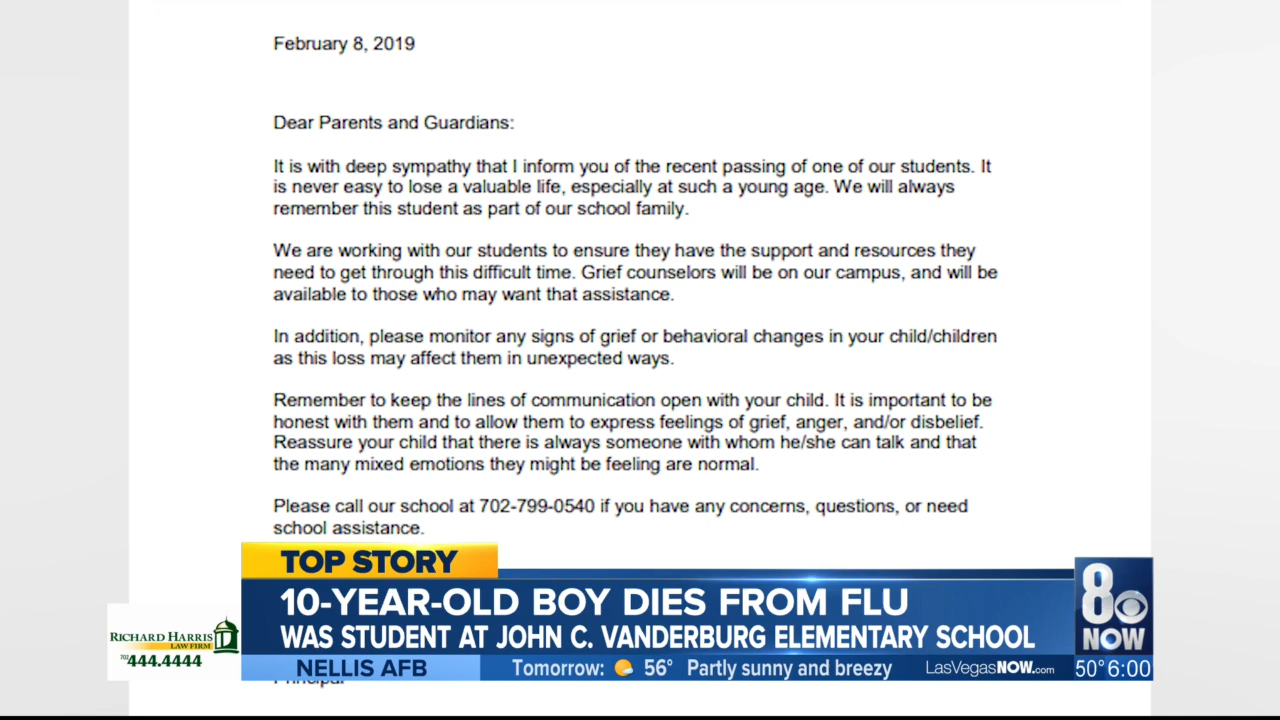 February 8, 2019
Dear Parents and Guardians:
It is with deep sympathy that I inform you of the recent passing of one of our students. It
is never easy to lose a valuable life, especially at such a young age. We will always
remember this student as part of our school family.
We are working with our students to ensure they have the support and resources they
need to get through this difficult time. Grief counselors will be on our campus, and will be
available to those who may want that assistance.
In addition, please monitor any signs of grief or behavioral changes in your child/children
as this loss may affect them in unexpected ways.
Remember to keep the lines of communication open with your child. It is important to be
honest with them and to allow them to express feelings of grief, anger, and/or disbelief.
Reassure your child that there is always someone with whom he/she can talk and that
the many mixed emotions they might be feeling are normal.
Please call our school at 702-799-0540 if you have any concerns, questions, or need
school assistance.
TOP STORY
10-YEAR-OLD BOY DIES FROM FLU
WAS STUDENT AT JOHN C. VANDERBURG ELEMENTARY SCHOOL
8 NOW
RICHARD HARRIS
LAW FIRM
702 444.4444
NELLIS AFB Tomorrow: 56° Partly sunny and breezy LasVegasNOW.com 50° 6:00
Principal